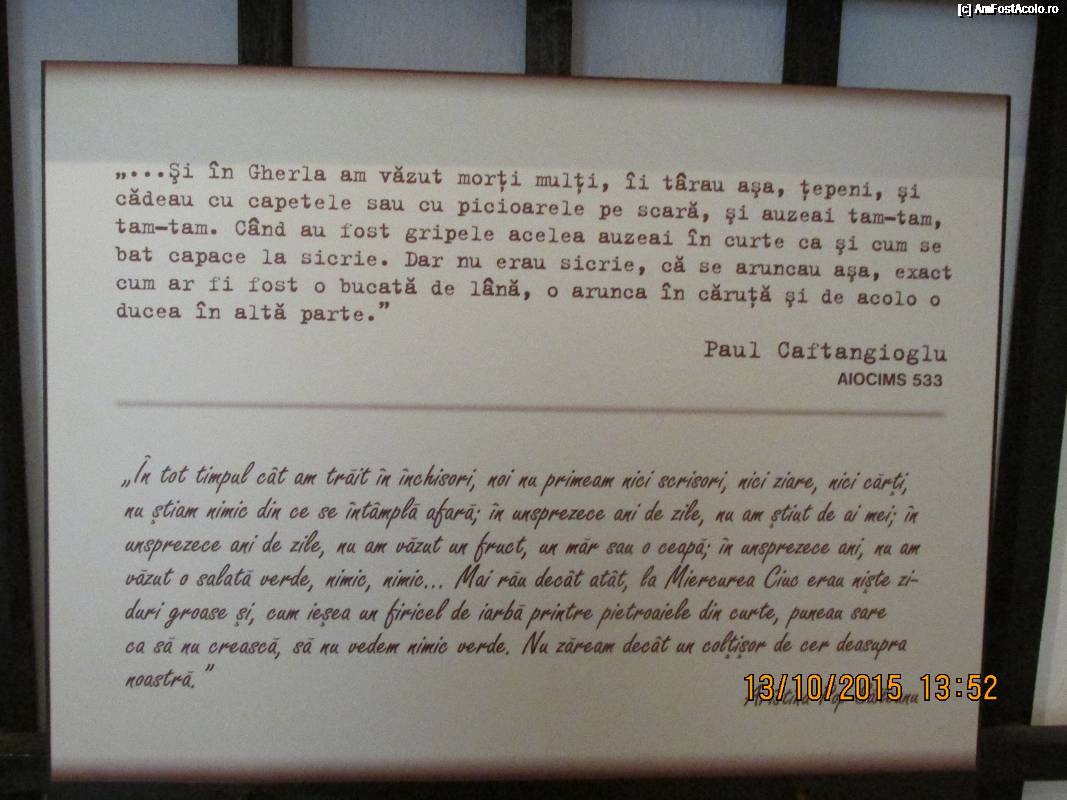 [c] AmFostAcolo.ro
„...Şi în Gherla am văzut morţi mulţi, îi târau aşa, ţepeni, şi
cădeau cu capetele sau cu picioarele pe scară, şi auzeai tam-tam,
tam-tam. Când au fost gripele acelea auzeai în curte ca şi cum se
bat capace la sicrie. Dar nu erau sicrie, că se aruncau aşa, exact
cum ar fi fost o bucată de lână, o arunca în căruţă şi de acolo o
ducea în altă parte.”
Paul Caftangioglu
AIOCIMS 533
„În tot timpul cât am trăit în închisori, noi nu primeam nici scrisori, nici ziare, nici cărţi,
nu ştiam nimic din ce se întâmplă afară; în unsprezece ani de zile, nu am ştiut de ai mei; în
unsprezece ani de zile, nu am văzut un fruct, un măr sau o ceapă; în unsprezece ani, nu am
văzut o salată verde, nimic, nimic... Mai rău decât atât, la Miercurea Ciuc erau nişte zi-
duri groase şi, cum ieşea un firicel de iarbă printre pietroaiele din curte, puneau sare
ca să nu crească, să nu vedem nimic verde. Nu zăream decât un colţişor de cer deasupra
noastră.”
13/10/2015 13:52